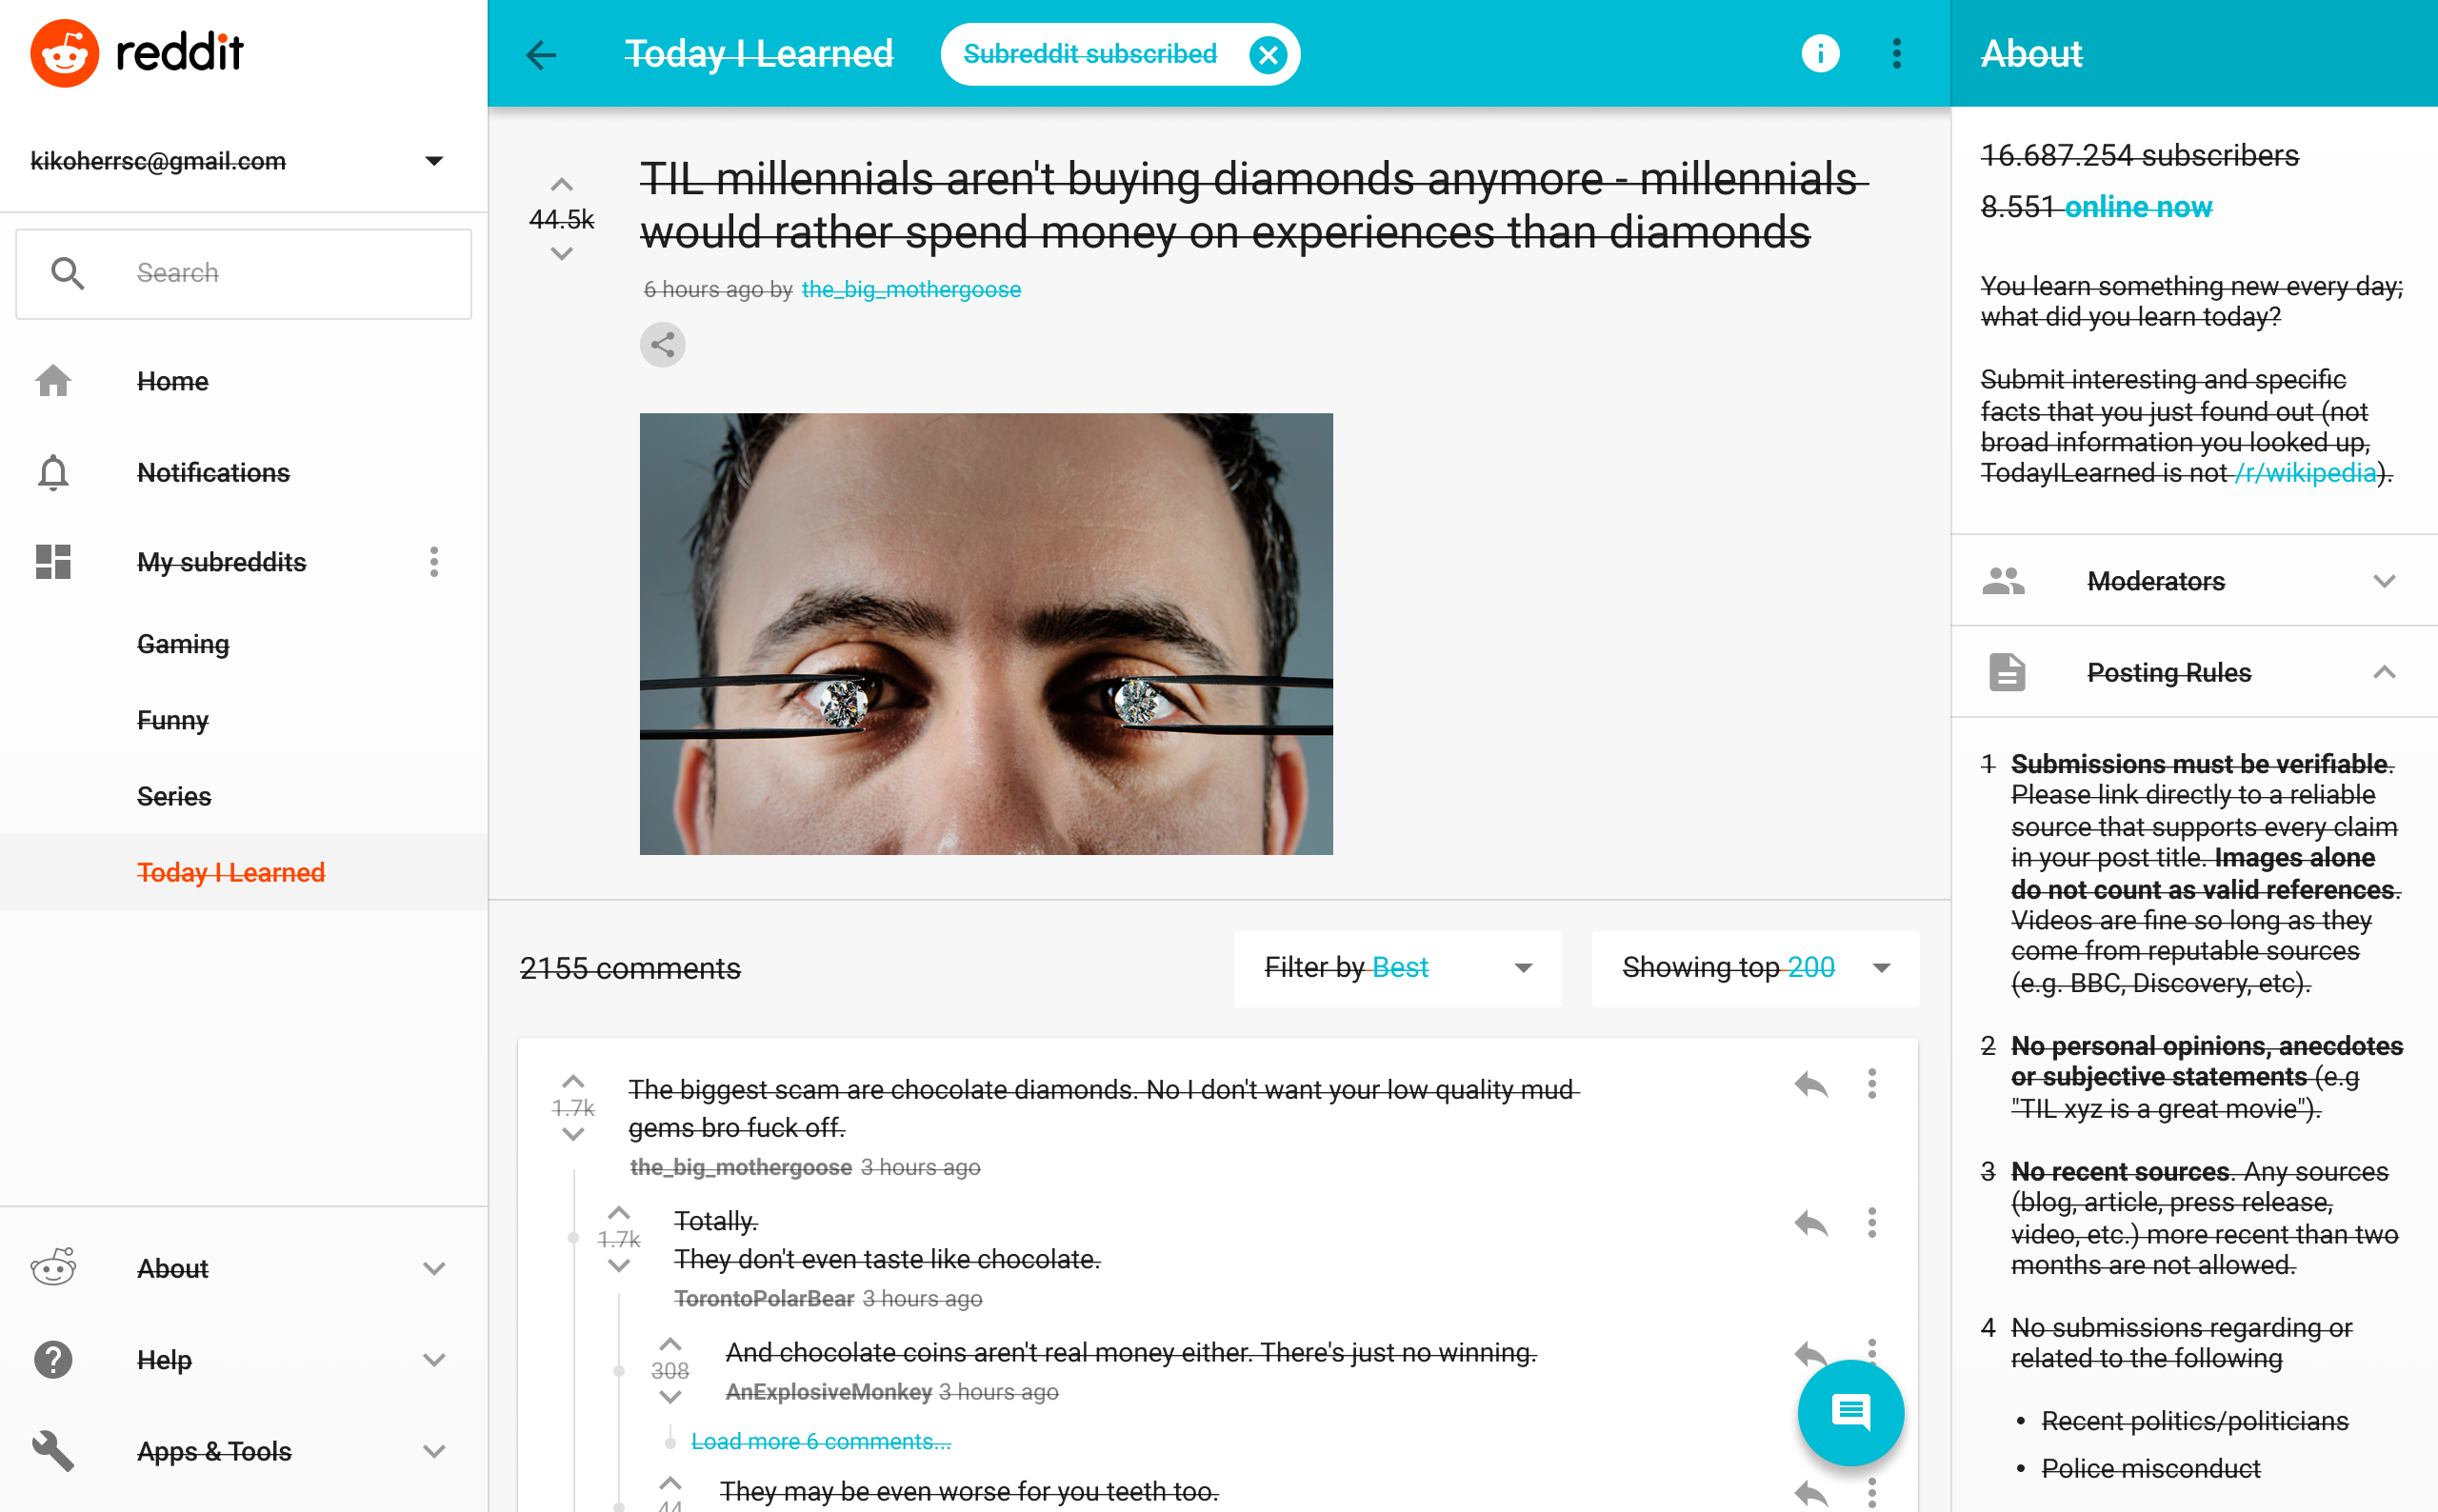 reddit
kikoherrsc@gmail.com
Search
Home
Notifications
My subreddits
Gaming
Funny
Series
Today I Learned
About
Help
Apps & Tools
Today I Learned
Subreddit subscribed
44.5k
TIL millennials aren't buying diamonds anymore - millennials
would rather spend money on experiences than diamonds
6 hours ago by the_big_mothergoose
2155 comments
Filter by Best
Showing top 200
1.7k
The biggest scam are chocolate diamonds. No I don't want your low quality mud
gems bro fuck off.
the_big_mothergoose 3 hours ago
1.7k
Totally.
They don't even taste like chocolate.
TorontoPolarBear 3 hours ago
308
And chocolate coins aren't real money either. There's just no winning.
AnExplosiveMonkey 3 hours ago
Load more 6 comments...
44
They may be even worse for you teeth too.
About
16.687.254 subscribers
8.551 online now
You learn something new every day;
what did you learn today?
Submit interesting and specific
facts that you just found out (not
broad information you looked up,
TodayILearned is not /r/wikipedia).
Moderators
Posting Rules
1 Submissions must be verifiable.
Please link directly to a reliable
source that supports every claim
in your post title. Images alone
do not count as valid references.
Videos are fine so long as they
come from reputable sources
(e.g. BBC, Discovery, etc).
2 No personal opinions, anecdotes
or subjective statements (e.g
"TIL xyz is a great movie").
3 No recent sources. Any sources
(blog, article, press release,
video, etc.) more recent than two
months are not allowed.
4 No submissions regarding or
related to the following
• Recent politics/politicians
• Police misconduct